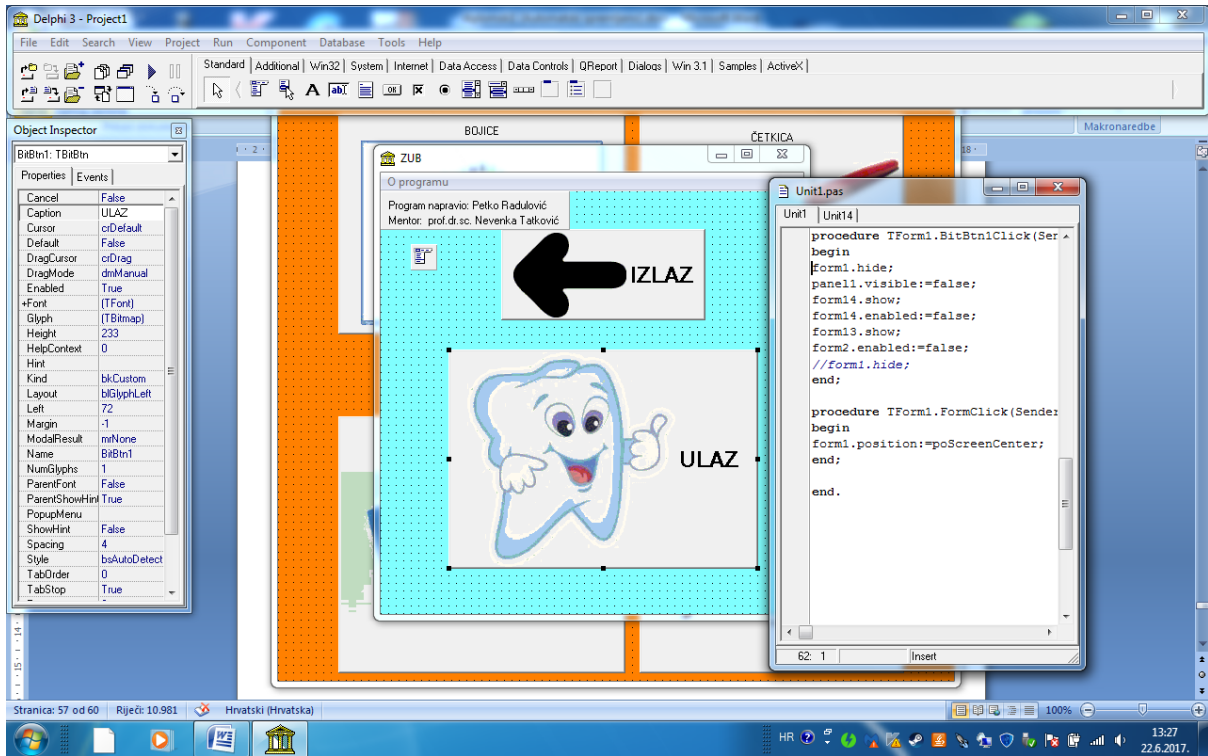 Delphi 3 - Project1
File Edit Search View Project Run Component Database Tools Help
Standard Additional Win32 System Internet Data Access Data Controls QReport Dialogs Win 3.1 Samples ActiveX
Makronaredbe
Object Inspector
BitBtn1: TBitBtn
Properties Events
Cancel False
Caption ULAZ
Cursor crDefault
Default False
DragCursor crDrag
DragMode dmManual
Enabled True
+Font (TFont)
Glyph (TBitmap)
Height 233
HelpContext 0
Hint
Kind bkCustom
Layout blGlyphLeft
Left 72
Margin -1
ModalResult mrNone
Name BitBtn1
NumGlyphs 1
ParentFont False
ParentShowHint True
PopupMenu
ShowHint False
Spacing 4
Style bsAutoDetect
TabOrder 0
TabStop True
BOJICE
ČETKICA
ZUB
O programu
Program napravio: Petko Radulović
Mentor: prof.dr.sc. Nevenka Tatković
IZLAZ
ULAZ
Unit1.pas
Unit1 Unit14
procedure TForm1.BitBtn1Click(Ser
begin
form1.hide;
panel1.visible:=false;
form14.show;
form14.enabled:=false;
form13.show;
form2.enabled:=false;
//form1.hide;
end;
procedure TForm1.FormClick(Sender
begin
form1.position:=poScreenCenter;
end;
end.
62: 1 Insert
Stranica: 57 od 60 Riječi: 10.981 Hrvatski (Hrvatska) 100%
HR
13:27
22.6.2017.